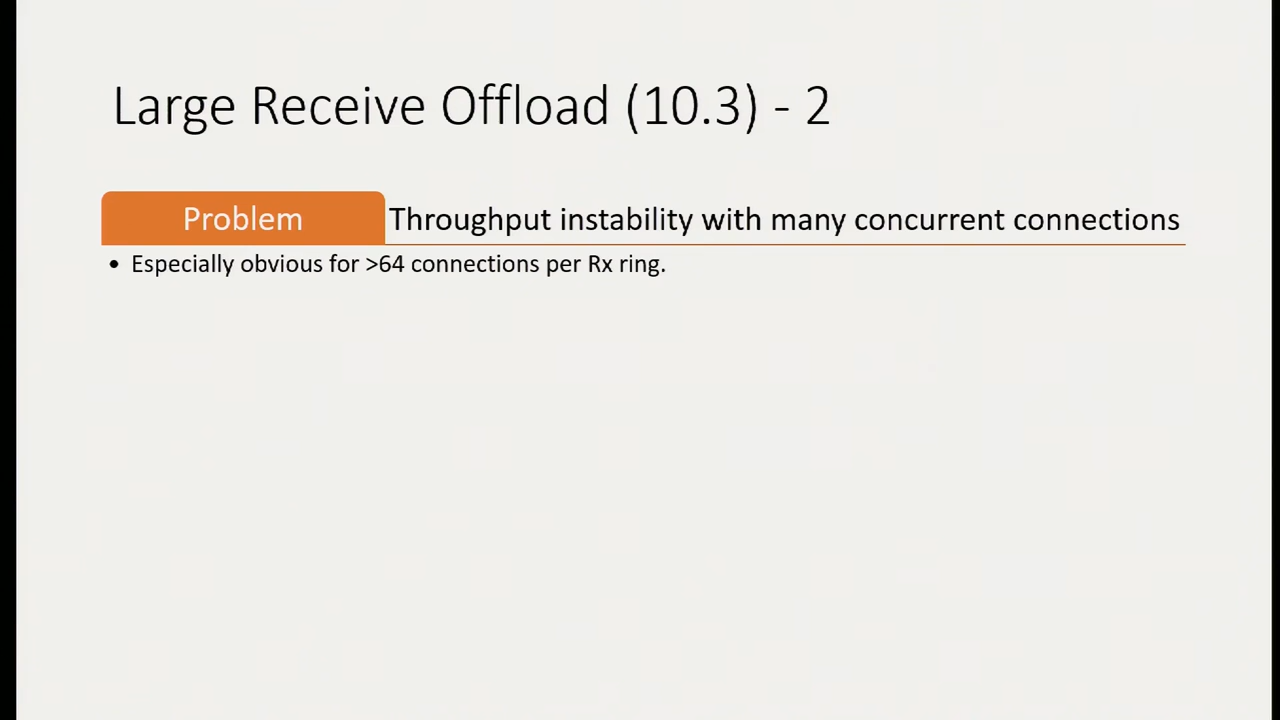 Large Receive Offload (10.3) - 2
Problem Throughput instability with many concurrent connections
• Especially obvious for >64 connections per Rx ring.